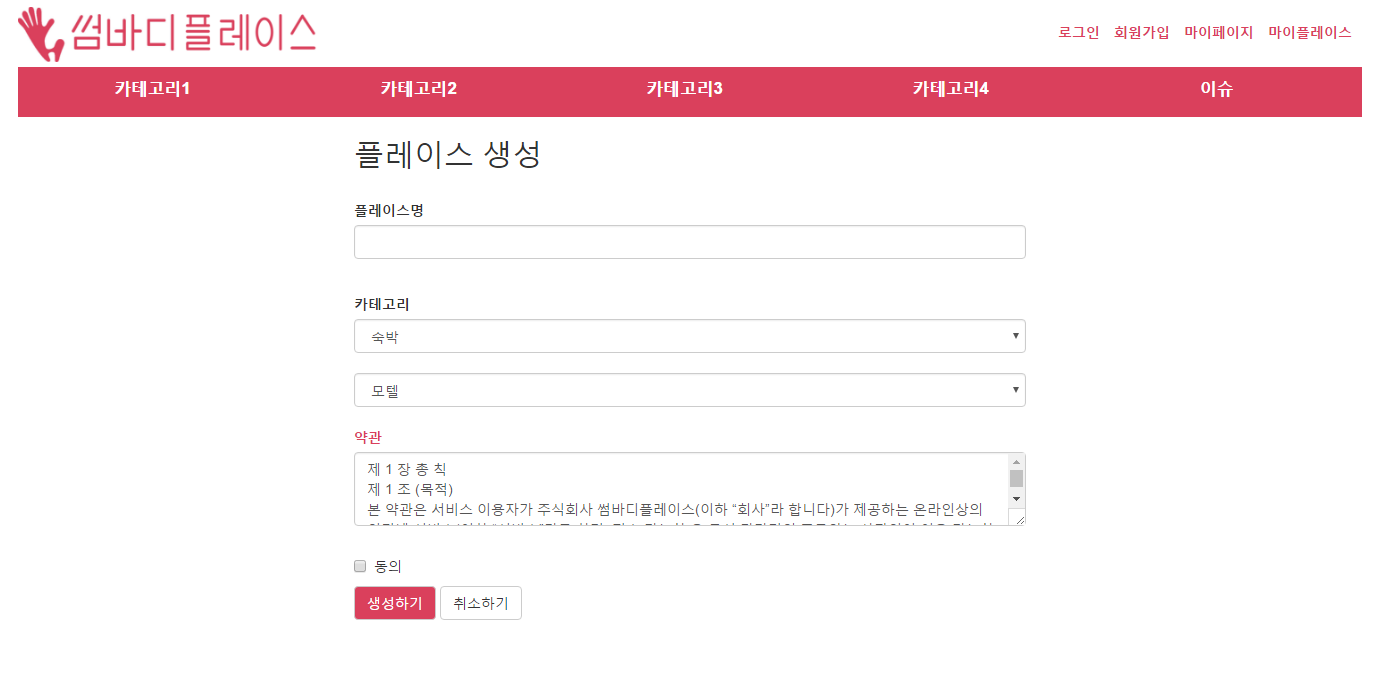 썸바디플레이스
로그인 회원가입 마이페이지 마이플레이스
카테고리1 카테고리2 카테고리3 카테고리4 이슈
플레이스 생성
플레이스명
카테고리
숙박
모텔
약관
제 1 장 총 칙
제 1 조 (목적)
본 약관은 서비스 이용자가 주식회사 썸바디플레이스(이하 “회사”라 합니다)가 제공하는 온라인상의
동의
생성하기 취소하기